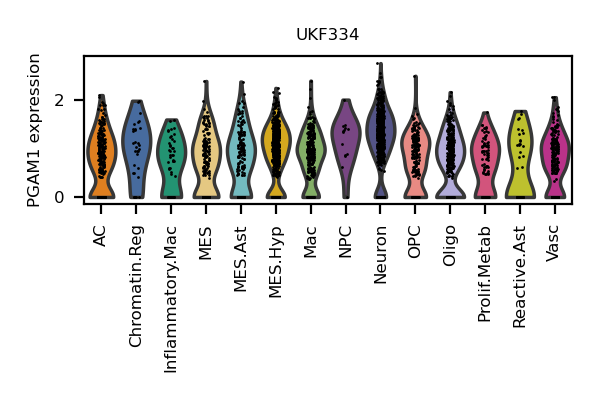 UKF334
PGAM1 expression
2
0
AC
Chromatin.Reg
Inflammatory.Mac
MES
MES.Ast
MES.Hyp
Mac
NPC
Neuron
OPC
Oligo
Prolif.Metab
Reactive.Ast
Vasc